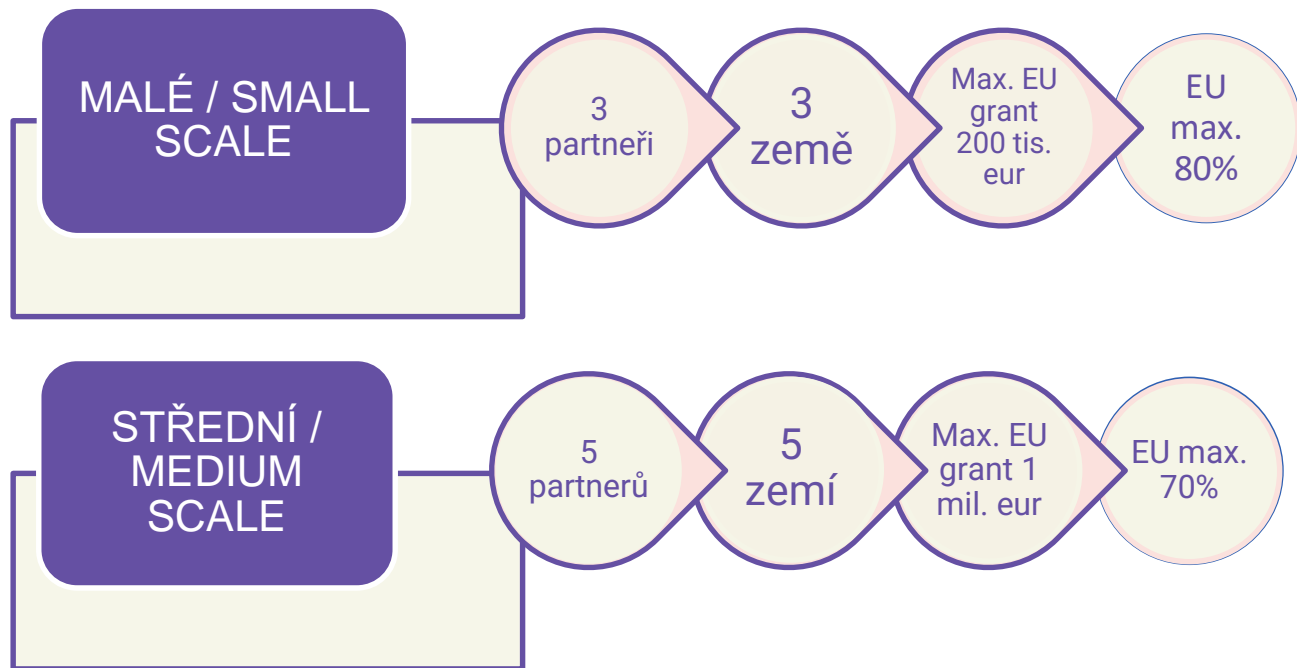 MALÉ / SMALL
SCALE
3
partneři
3
země
Max. EU
grant
200 tis.
eur
EU
max.
80%
STŘEDNÍ /
MEDIUM
SCALE
5
partnerů
5
zemí
Max. EU
grant 1
mil. eur
EU max.
70%